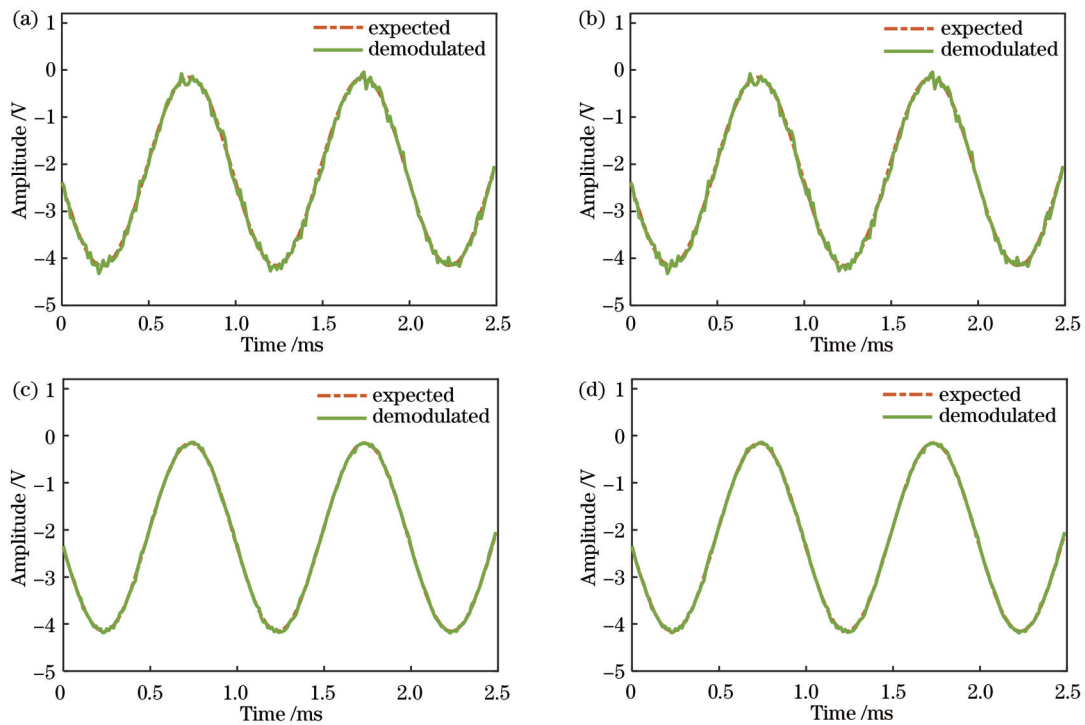 (a)
expected
demodulated
1
0
−1
−2
−3
−4
−5
Amplitude /V
0 0.5 1.0 1.5 2.0 2.5
Time /ms
(b)
expected
demodulated
1
0
−1
−2
−3
−4
−5
Amplitude /V
0 0.5 1.0 1.5 2.0 2.5
Time /ms
(c)
expected
demodulated
1
0
−1
−2
−3
−4
−5
Amplitude /V
0 0.5 1.0 1.5 2.0 2.5
Time /ms
(d)
expected
demodulated
1
0
−1
−2
−3
−4
−5
Amplitude /V
0 0.5 1.0 1.5 2.0 2.5
Time /ms